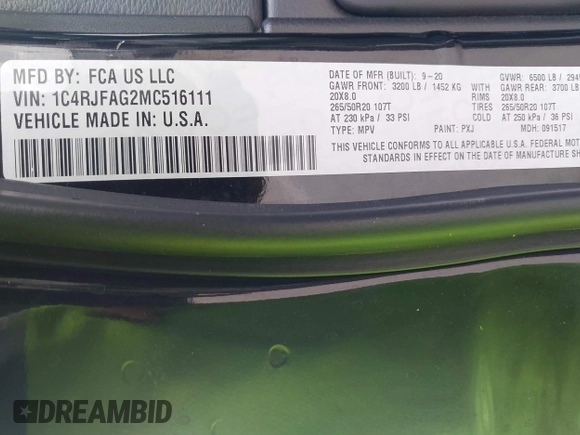 MFD BY: FCA US LLC
VIN: 1C4RJFAG2MC516111
VEHICLE MADE IN: U.S.A.
DATE OF MFR (BUILT): 9-20 GVWR: 6500 LB /
GAWR FRONT: 3200 LB / 1452 KG GAWR REAR: 3700 LB
20X8.0 RIMS 20X8.0
265/50R20 107T TIRES 265/50R20 107T
AT 230 kPa / 33 PSI COLD AT 250 kPa / 36 PSI
TYPE: MPV PAINT: PXJ MDH: 091517
THIS VEHICLE CONFORMS TO ALL APPLICABLE U.S.A. FEDERAL
STANDARDS IN EFFECT ON THE DATE OF MANUFACTURE
DREAMBID